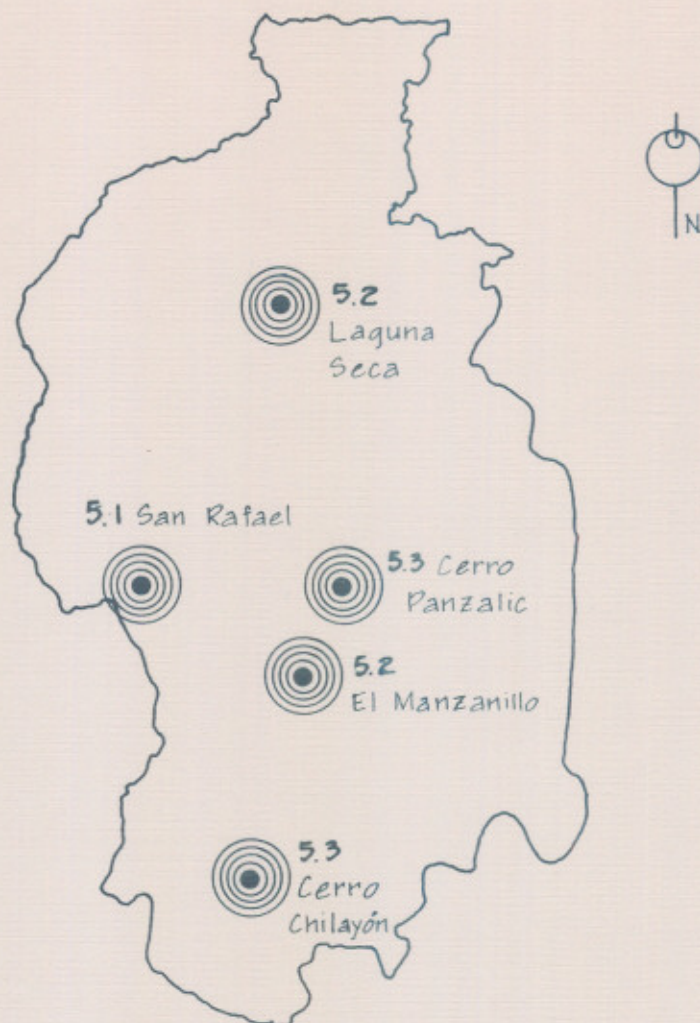 N
5.2
Laguna
Seca
5.1 San Rafael
5.3 Cerro
Panzalic
5.2
El Manzanillo
5.3
Cerro
Chilayón